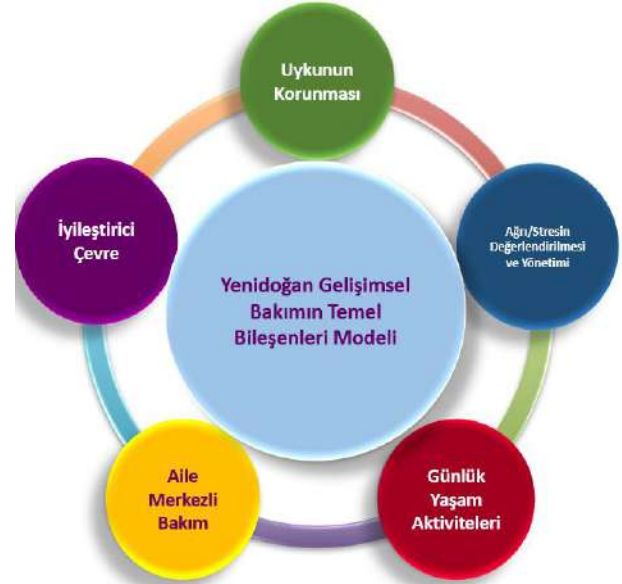 Uykunun
Korunması
Ağrı/Stresin
Değerlendirilmesi
ve Yönetimi
Günlük
Yaşam
Aktiviteleri
Aile
Merkezli
Bakım
İyileştirici
Çevre
Yenidoğan Gelişimsel
Bakımın Temel
Bileşenleri Modeli